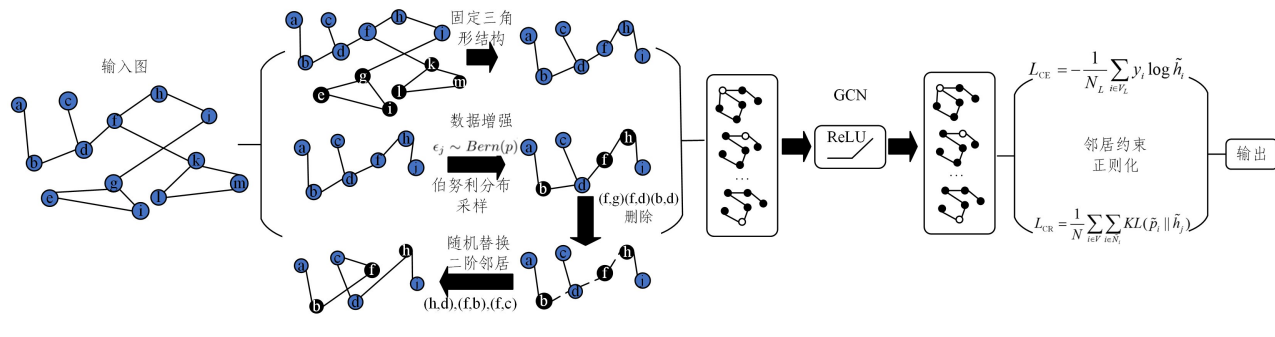 输入图
a
c
h
f
j
b
d
k
g
m
e
l
i
a
c
h
f
j
b
d
k
g
m
e
l
i
固定三角
形结构
a
c
h
f
j
b
d
数据增强
ϵ_j ∼ Bern(p)
伯努利分布
采样
a
c
h
f
j
b
d
a
c
h
f
j
b
d
(f,g)(f,d)(b,d)
删除
a
c
h
f
j
b
d
随机替换
二阶邻居
(h,d),(f,b),(f,c)
a
c
h
f
j
b
d
...
GCN
ReLU
...
L_CE = -1/N_L ∑_{i∈V_L} y_i log h̃_i
邻居约束
正则化
L_CR = 1/N ∑_{i∈V} ∑_{i∈N_i} KL(p̃_i || h̃_j)
输出